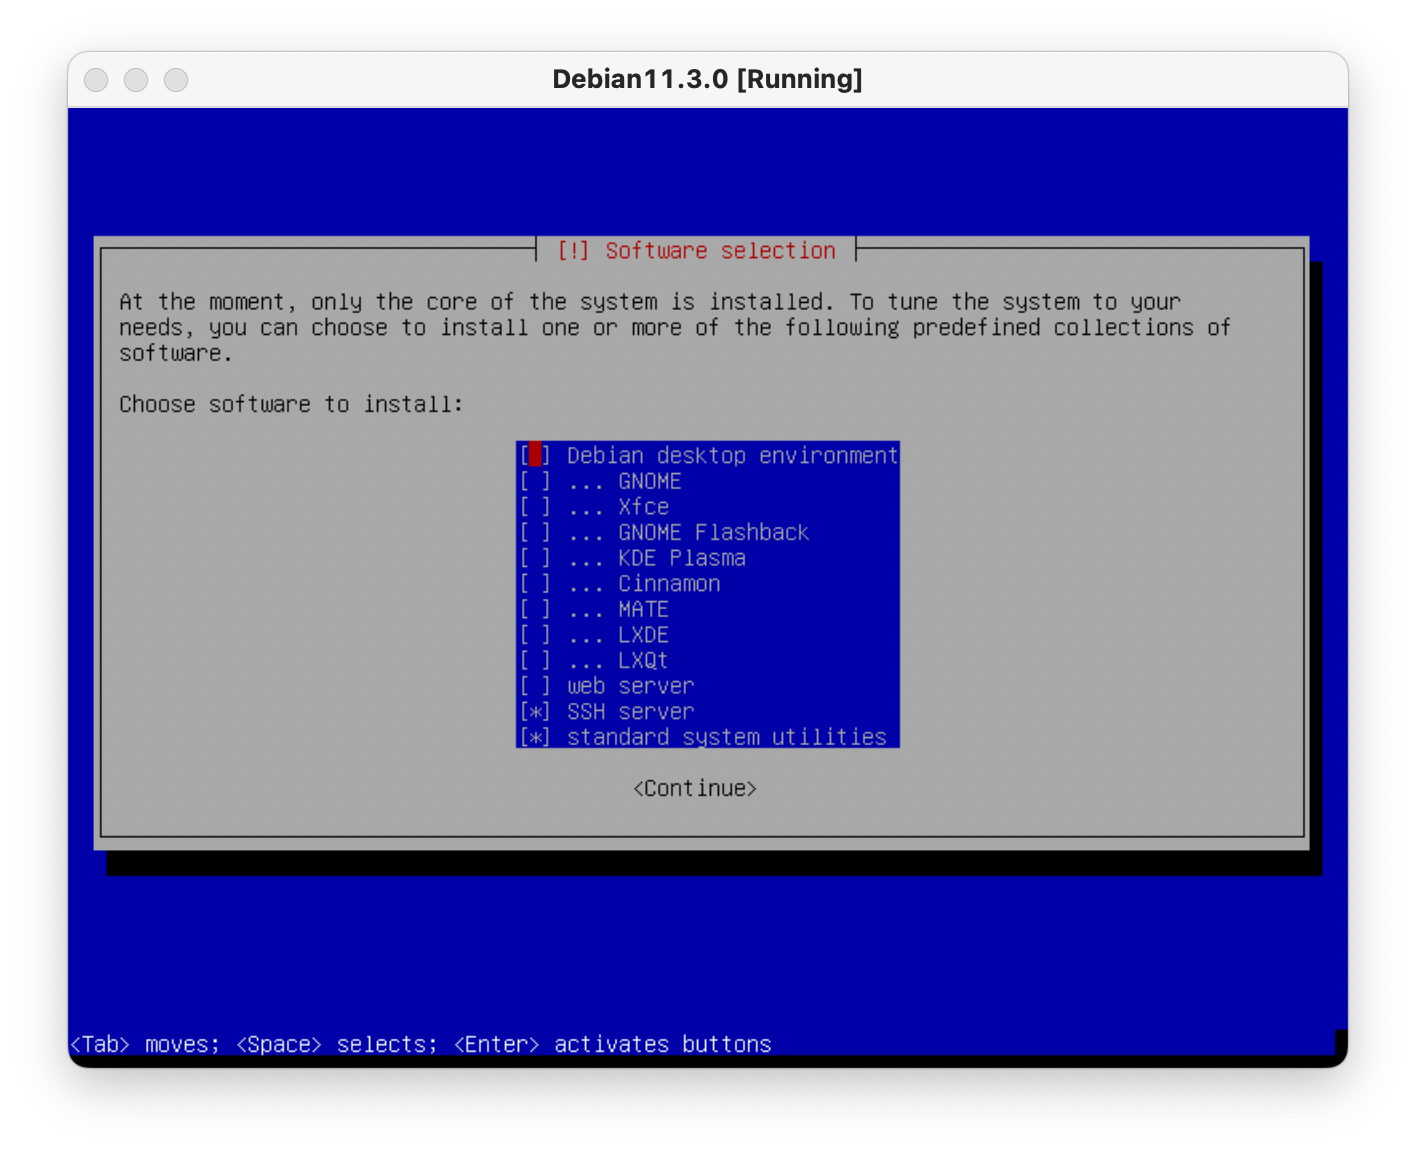 Debian11.3.0 [Running]
[!] Software selection
At the moment, only the core of the system is installed. To tune the system to your
needs, you can choose to install one or more of the following predefined collections of
software.
Choose software to install:
[ ] Debian desktop environment
[ ] ... GNOME
[ ] ... Xfce
[ ] ... GNOME Flashback
[ ] ... KDE Plasma
[ ] ... Cinnamon
[ ] ... MATE
[ ] ... LXDE
[ ] ... LXQt
[ ] web server
[*] SSH server
[*] standard system utilities
<Continue>
<Tab> moves; <Space> selects; <Enter> activates buttons